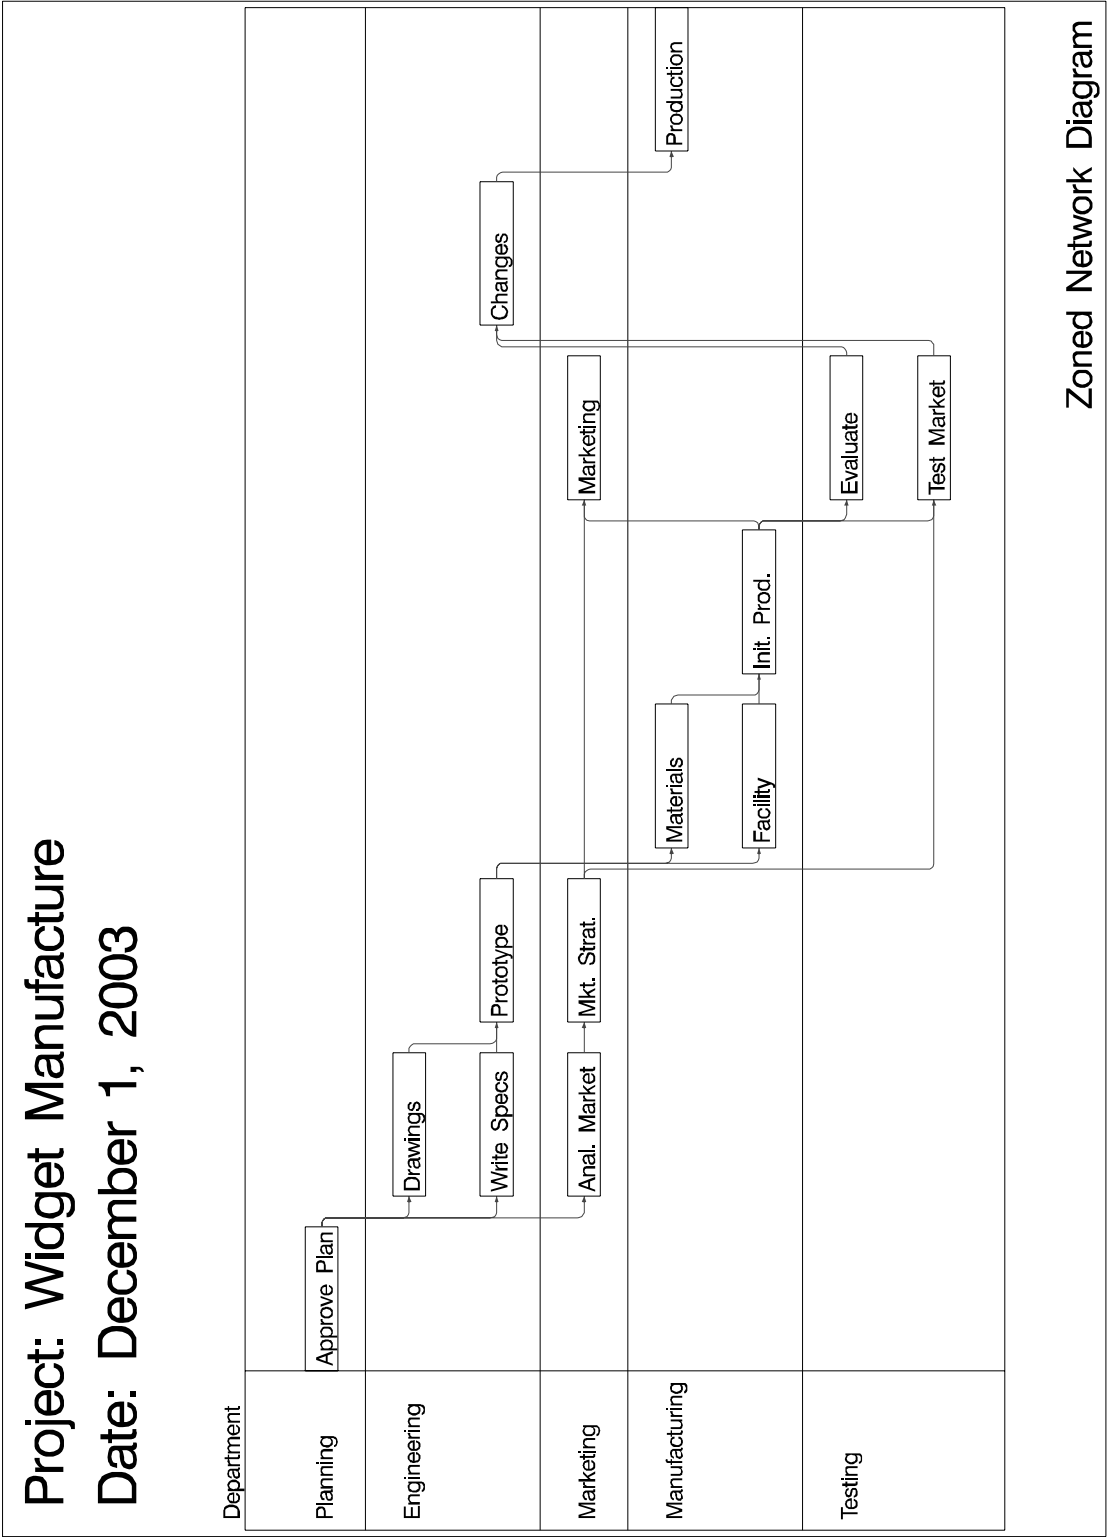 Project: Widget Manufacture
Date: December 1, 2003
Department
Planning
Approve Plan
Engineering
Drawings
Write Specs
Prototype
Changes
Marketing
Anal. Market
Mkt. Strat.
Marketing
Manufacturing
Materials
Production
Facility
Init. Prod.
Testing
Evaluate
Test Market
Zoned Network Diagram